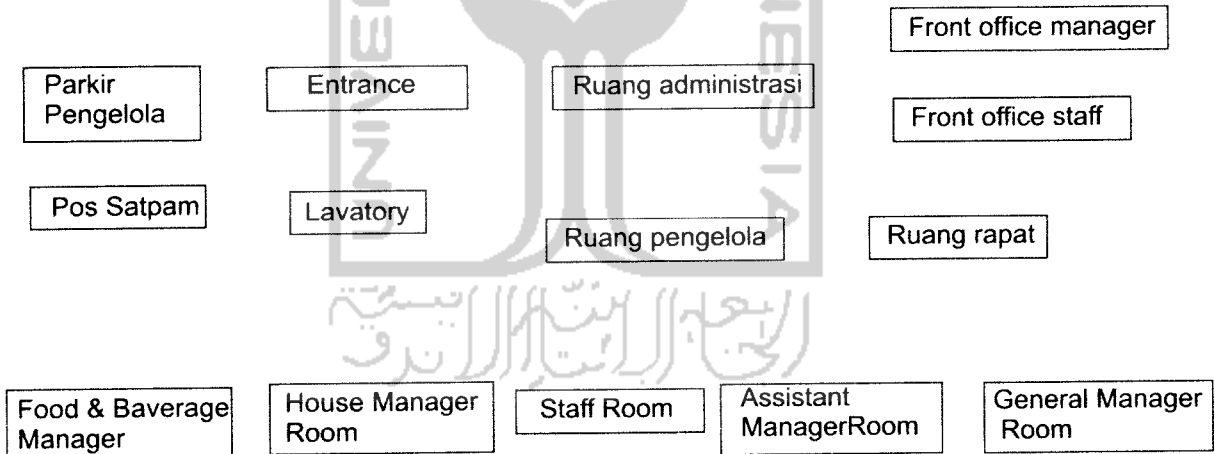 Front office manager
Parkir
Pengelola
Entrance
Ruang administrasi
Front office staff
Pos Satpam
Lavatory
Ruang pengelola
Ruang rapat
Food & Baverage
Manager
House Manager
Room
Staff Room
Assistant
ManagerRoom
General Manager
Room